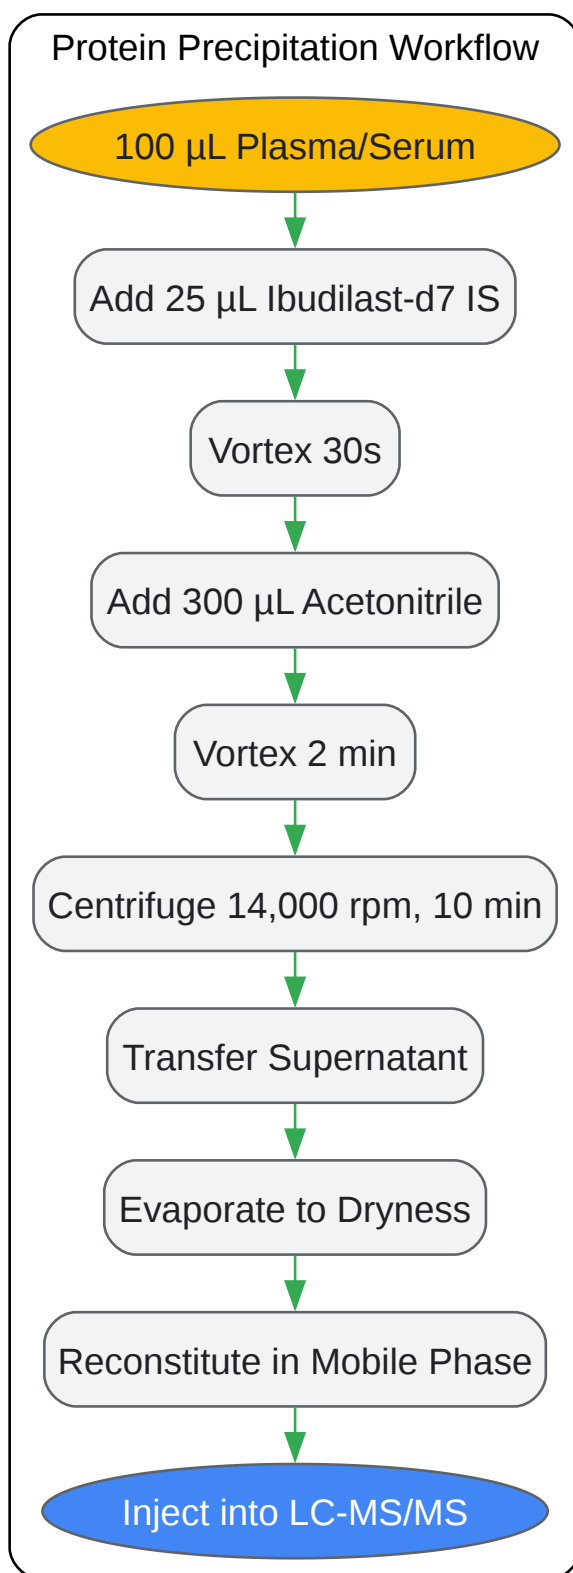 Protein Precipitation Workflow
100 µL Plasma/Serum
Add 25 µL Ibudilast-d7 IS
Vortex 30s
Add 300 µL Acetonitrile
Vortex 2 min
Centrifuge 14,000 rpm, 10 min
Transfer Supernatant
Evaporate to Dryness
Reconstitute in Mobile Phase
Inject into LC-MS/MS